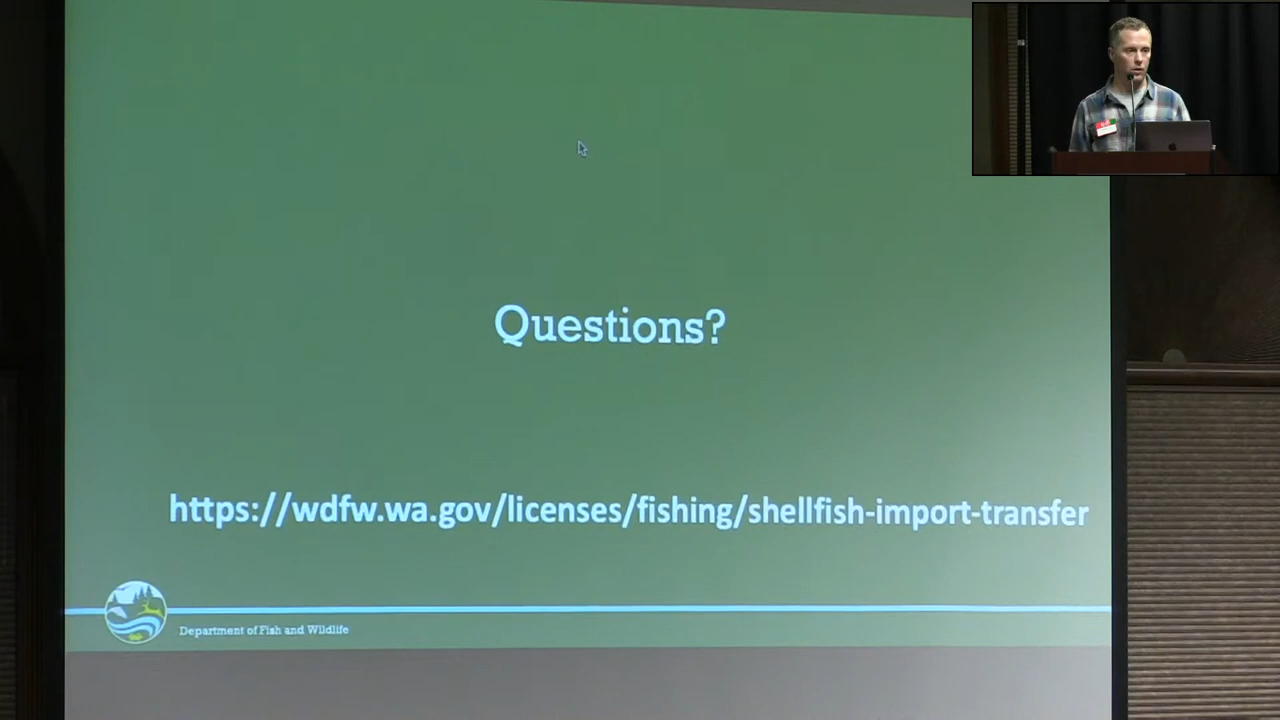 Questions?
https://wdfw.wa.gov/licenses/fishing/shellfish-import-transfer
Department of Fish and Wildlife